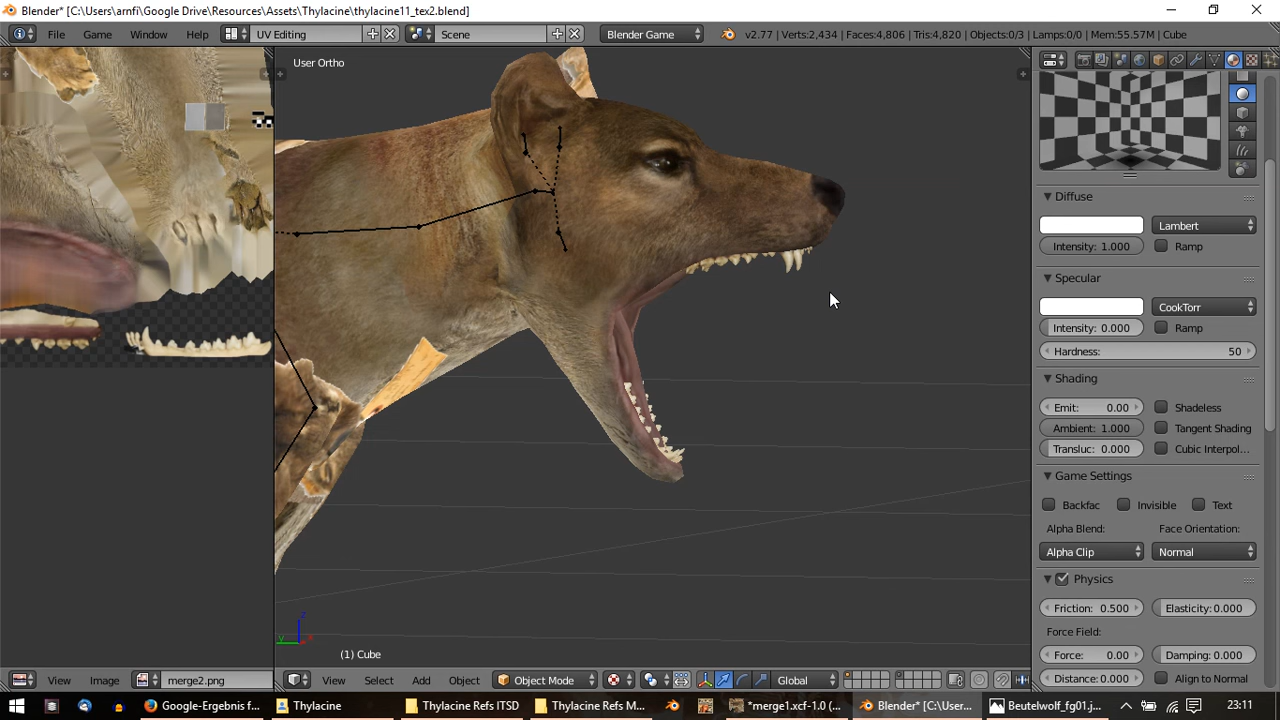 Blender* [C:\Users\arnfi\Google Drive\Resources\Assets\Thylacine\thylacine11_tex2.blend]
File Game Window Help UV Editing Scene Blender Game v2.77 | Verts:2,434 | Faces:4,806 | Tris:4,820 | Objects:0/3 | Lamps:0/0 | Mem:55.57M | Cube
User Ortho
Diffuse
Lambert
Intensity: 1.000 Ramp
Specular
CookTorr
Intensity: 0.000 Ramp
Hardness: 50
Shading
Emit: 0.00 Shadeless
Ambient: 1.000 Tangent Shading
Transluc: 0.000 Cubic Interpol...
Game Settings
Backfac Invisible Text
Alpha Blend: Face Orientation:
Alpha Clip Normal
Physics
Friction: 0.500 Elasticity: 0.000
Force Field:
Force: 0.00 Damping: 0.000
Distance: 0.000 Align to Normal
z
y x
(1) Cube
View Image merge2.png View Select Add Object Object Mode Global
Google-Ergebnis f... Thylacine Thylacine Refs ITSD Thylacine Refs M... *merge1.xcf-1.0 (... Blender* [C:\User... Beutelwolf_fg01.j... 23:11